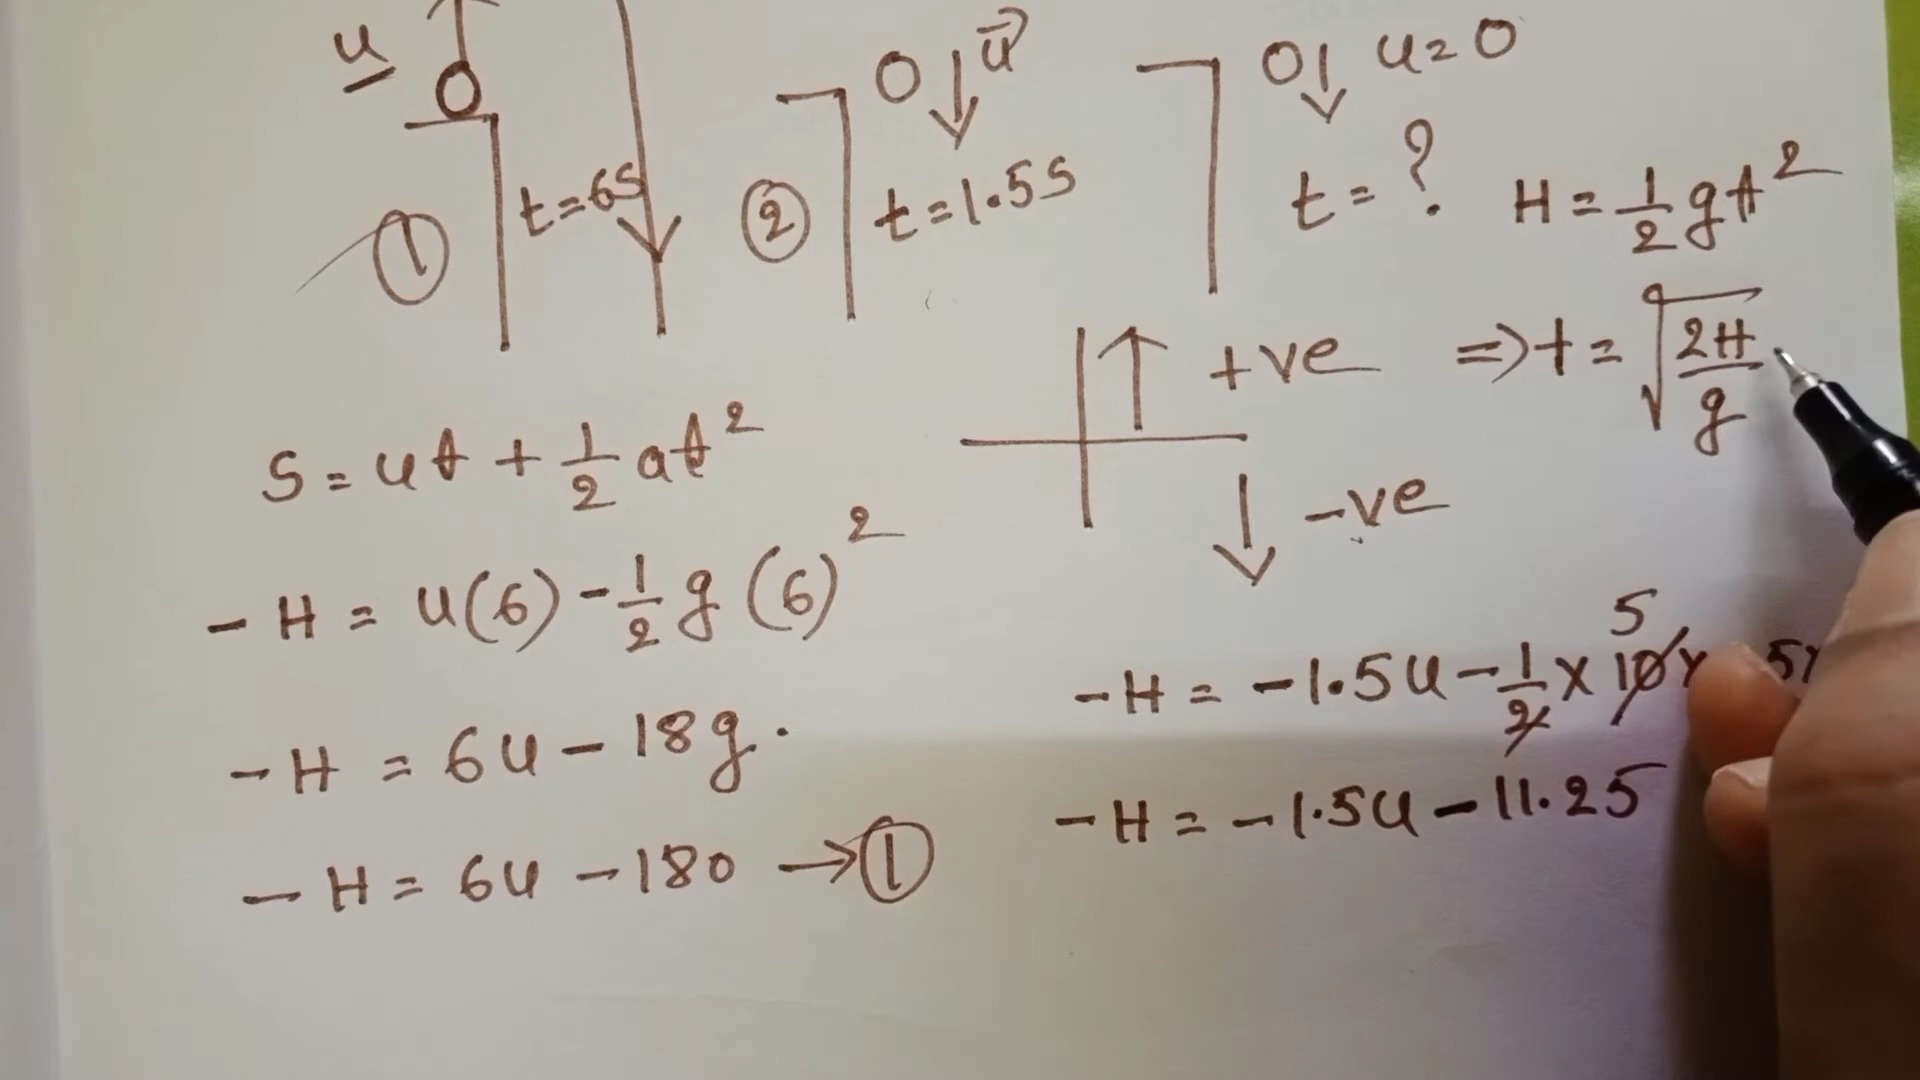 u
u⃗
u=0
t=6s
t=1.5s
t=?
H=1/2 gt²
①
②
+ve
⇒t=√(2H/g)
S=ut+1/2 at²
-ve
-H=u(6)-1/2 g(6)²
-H=-1.5u-1/2×10×
5
-H=6u-18g.
-H=-1.5u-11.25
-H=6u-180→①